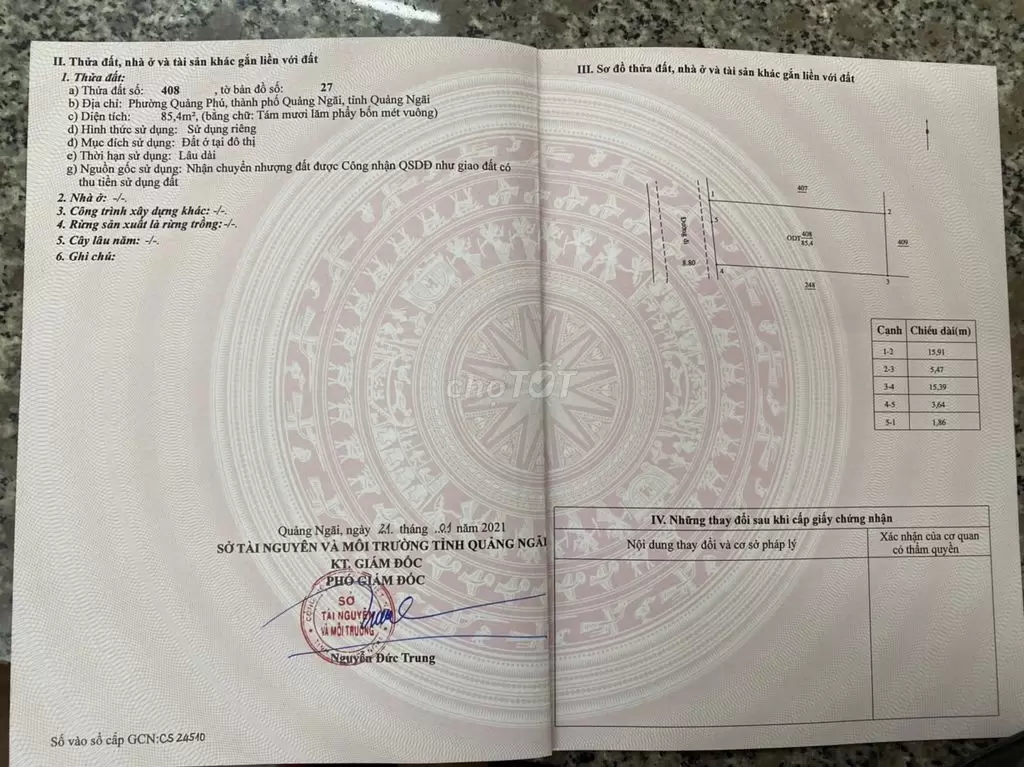 II. Thửa đất, nhà ở và tài sản khác gắn liền với đất
1. Thửa đất:
a) Thửa đất số: 408 , tờ bản đồ số: 27
b) Địa chỉ: Phường Quảng Phú, thành phố Quảng Ngãi, tỉnh Quảng Ngãi
c) Diện tích: 85,4m², (bằng chữ: Tám mươi lăm phẩy bốn mét vuông)
d) Hình thức sử dụng: Sử dụng riêng
đ) Mục đích sử dụng: Đất ở tại đô thị
e) Thời hạn sử dụng: Lâu dài
g) Nguồn gốc sử dụng: Nhận chuyển nhượng đất được Công nhận QSDĐ như giao đất có
thu tiền sử dụng đất
2. Nhà ở: -/-.
3. Công trình xây dựng khác: -/-.
4. Rừng sản xuất là rừng trồng: -/-.
5. Cây lâu năm: -/-.
6. Ghi chú:
chợ TỐT
Quảng Ngãi, ngày 21 tháng .01 năm 2021
SỞ TÀI NGUYÊN VÀ MÔI TRƯỜNG TỈNH QUẢNG NGÃI
KT. GIÁM ĐỐC
PHÓ GIÁM ĐỐC
SỞ
TÀI NGUYÊN
VÀ MÔI TRƯỜNG
Nguyễn Đức Trung
Số vào sổ cấp GCN:CS 24510
III. Sơ đồ thửa đất, nhà ở và tài sản khác gắn liền với đất
1
407
2
5
Đường đi
ODT 408
85,4
409
8.80
4
248
3
Cạnh Chiều dài(m)
1-2 15,91
2-3 5,47
3-4 15,39
4-5 3,64
5-1 1,86
IV. Những thay đổi sau khi cấp giấy chứng nhận
Nội dung thay đổi và cơ sở pháp lý
Xác nhận của cơ quan
có thẩm quyền